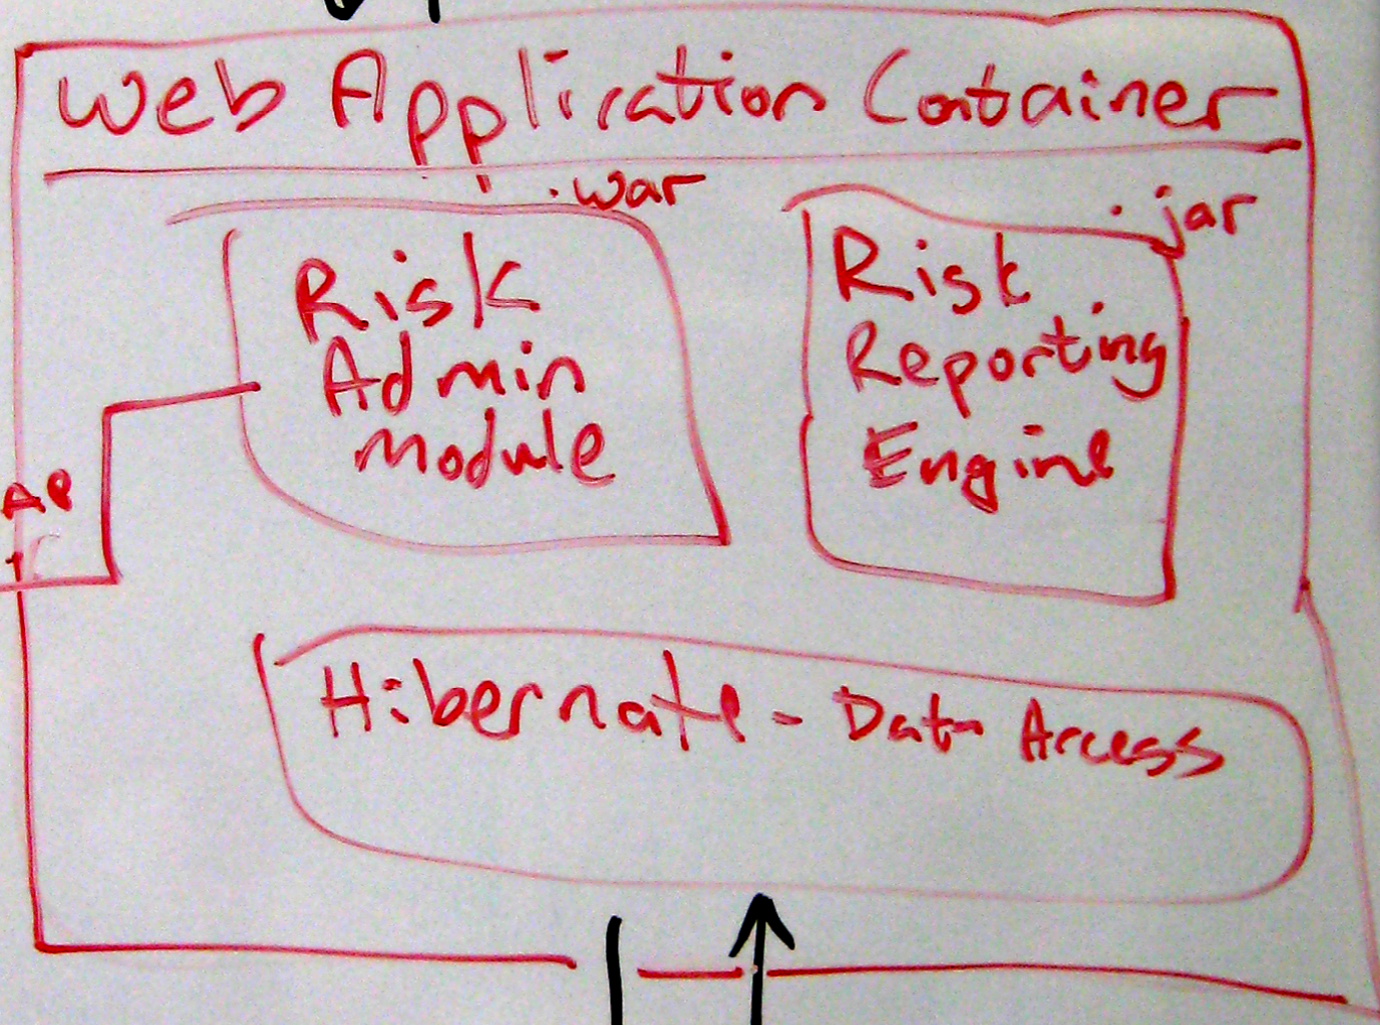 Web Application Container
.war
.jar
Risk
Admin
Module
Risk
Reporting
Engine
Hibernate - Data Access